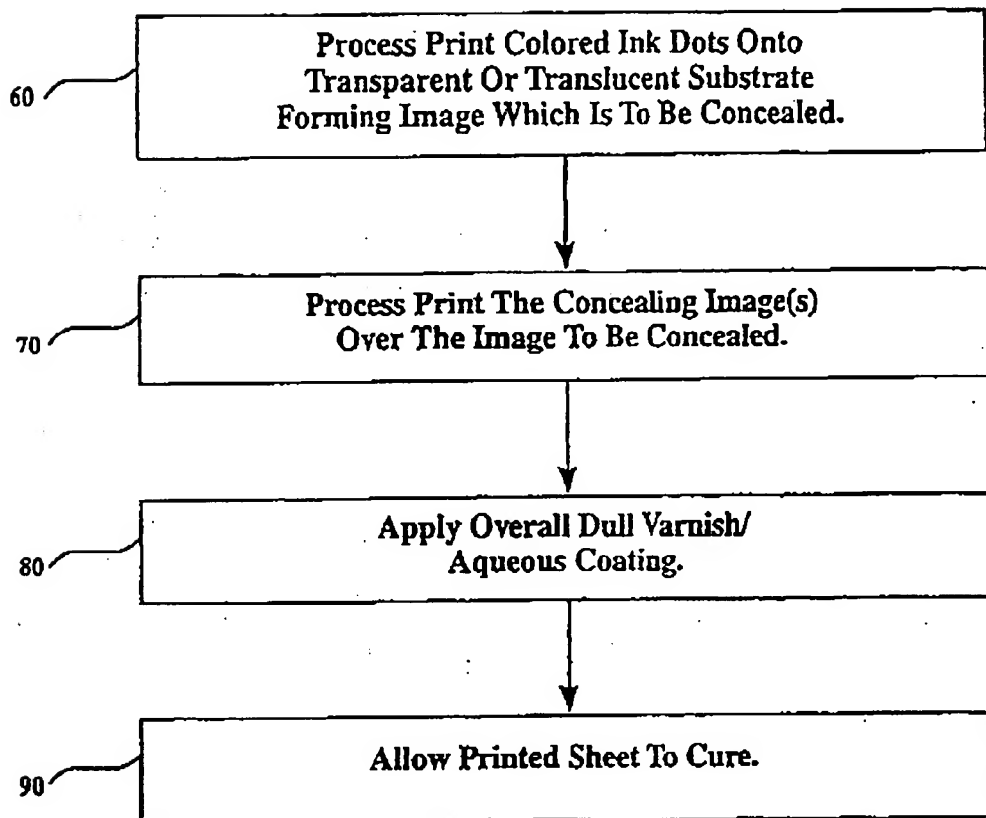 Process Print Colored Ink Dots Onto
Transparent Or Translucent Substrate
Forming Image Which Is To Be Concealed.
60
Process Print The Concealing Image(s)
Over The Image To Be Concealed.
70
Apply Overall Dull Varnish/
Aqueous Coating.
80
Allow Printed Sheet To Cure.
90